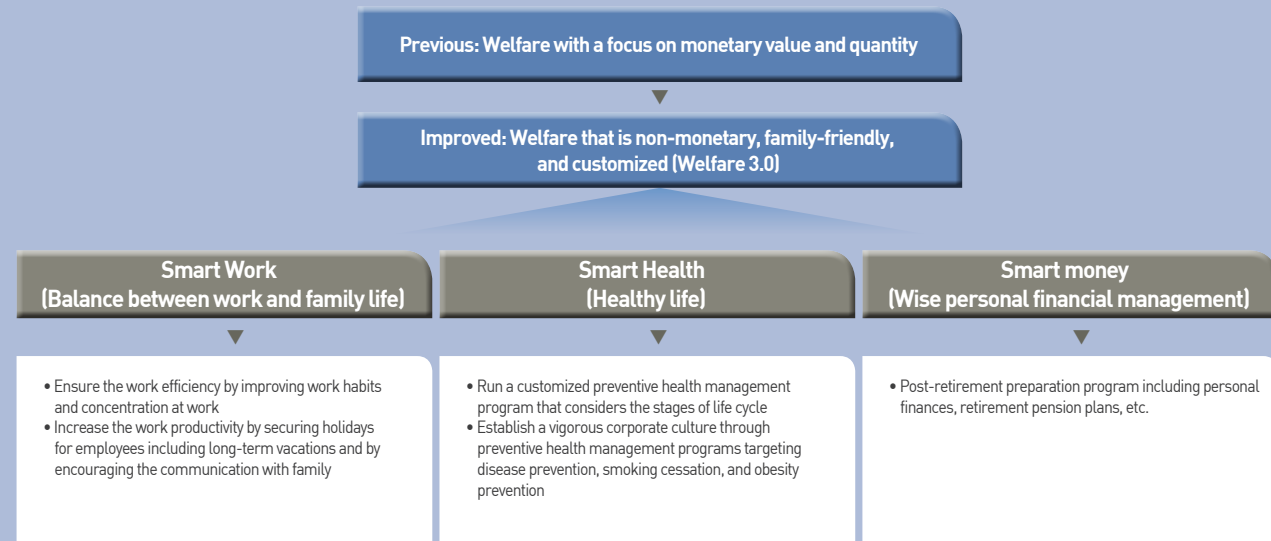 Previous: Welfare with a focus on monetary value and quantity
Improved: Welfare that is non-monetary, family-friendly,
and customized (Welfare 3.0)
Smart Work
(Balance between work and family life)
• Ensure the work efficiency by improving work habits
and concentration at work
• Increase the work productivity by securing holidays
for employees including long-term vacations and by
encouraging the communication with family
Smart Health
(Healthy life)
• Run a customized preventive health management
program that considers the stages of life cycle
• Establish a vigorous corporate culture through
preventive health management programs targeting
disease prevention, smoking cessation, and obesity
prevention
Smart money
(Wise personal financial management)
• Post-retirement preparation program including personal
finances, retirement pension plans, etc.